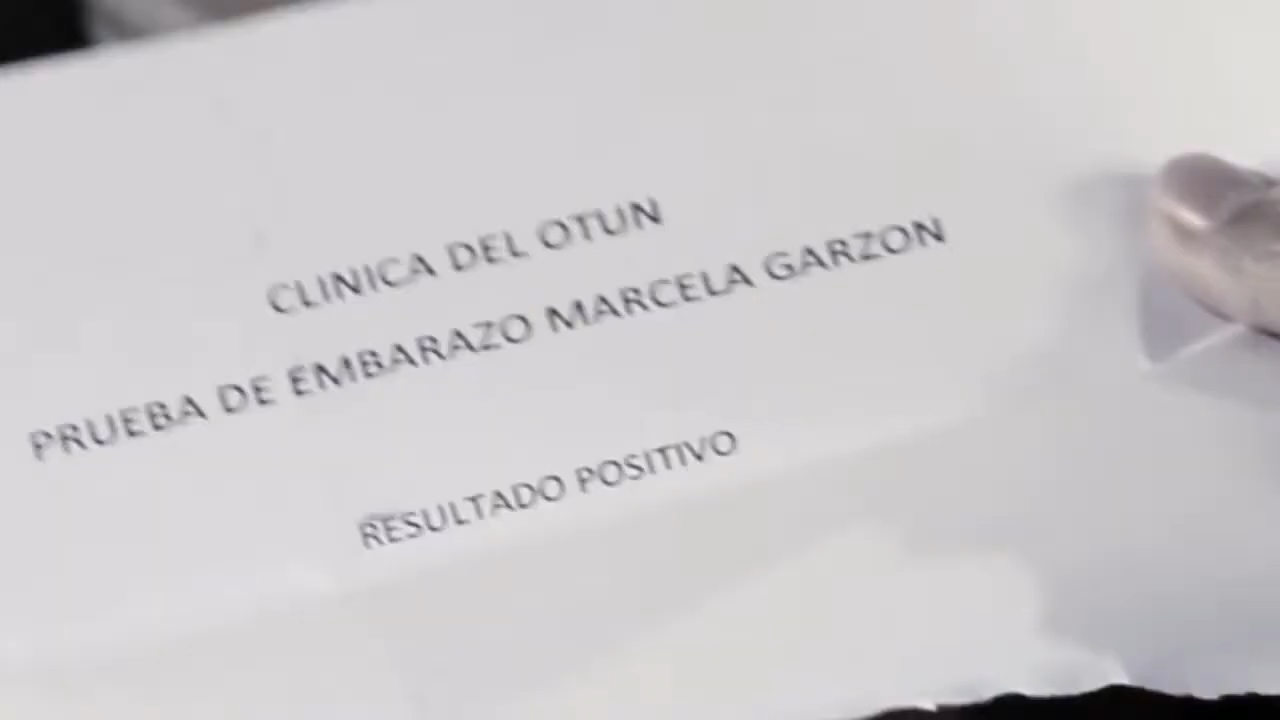 CLINICA DEL OTUN
PRUEBA DE EMBARAZO MARCELA GARZON
RESULTADO POSITIVO